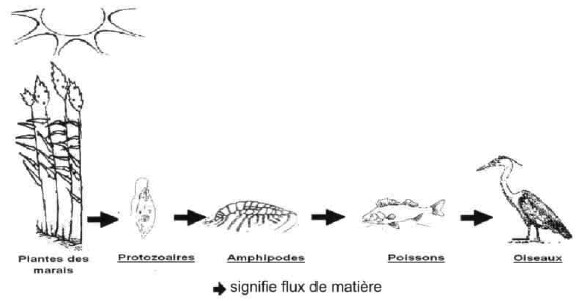 Plantes des
marais
Protozoaires
Amphipodes
Poissons
Oiseaux
signifie flux de matière